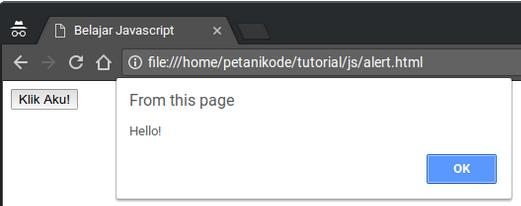 Belajar Javascript
file:///home/petanikode/tutorial/js/alert.html
Klik Aku!
From this page
Hello!
OK